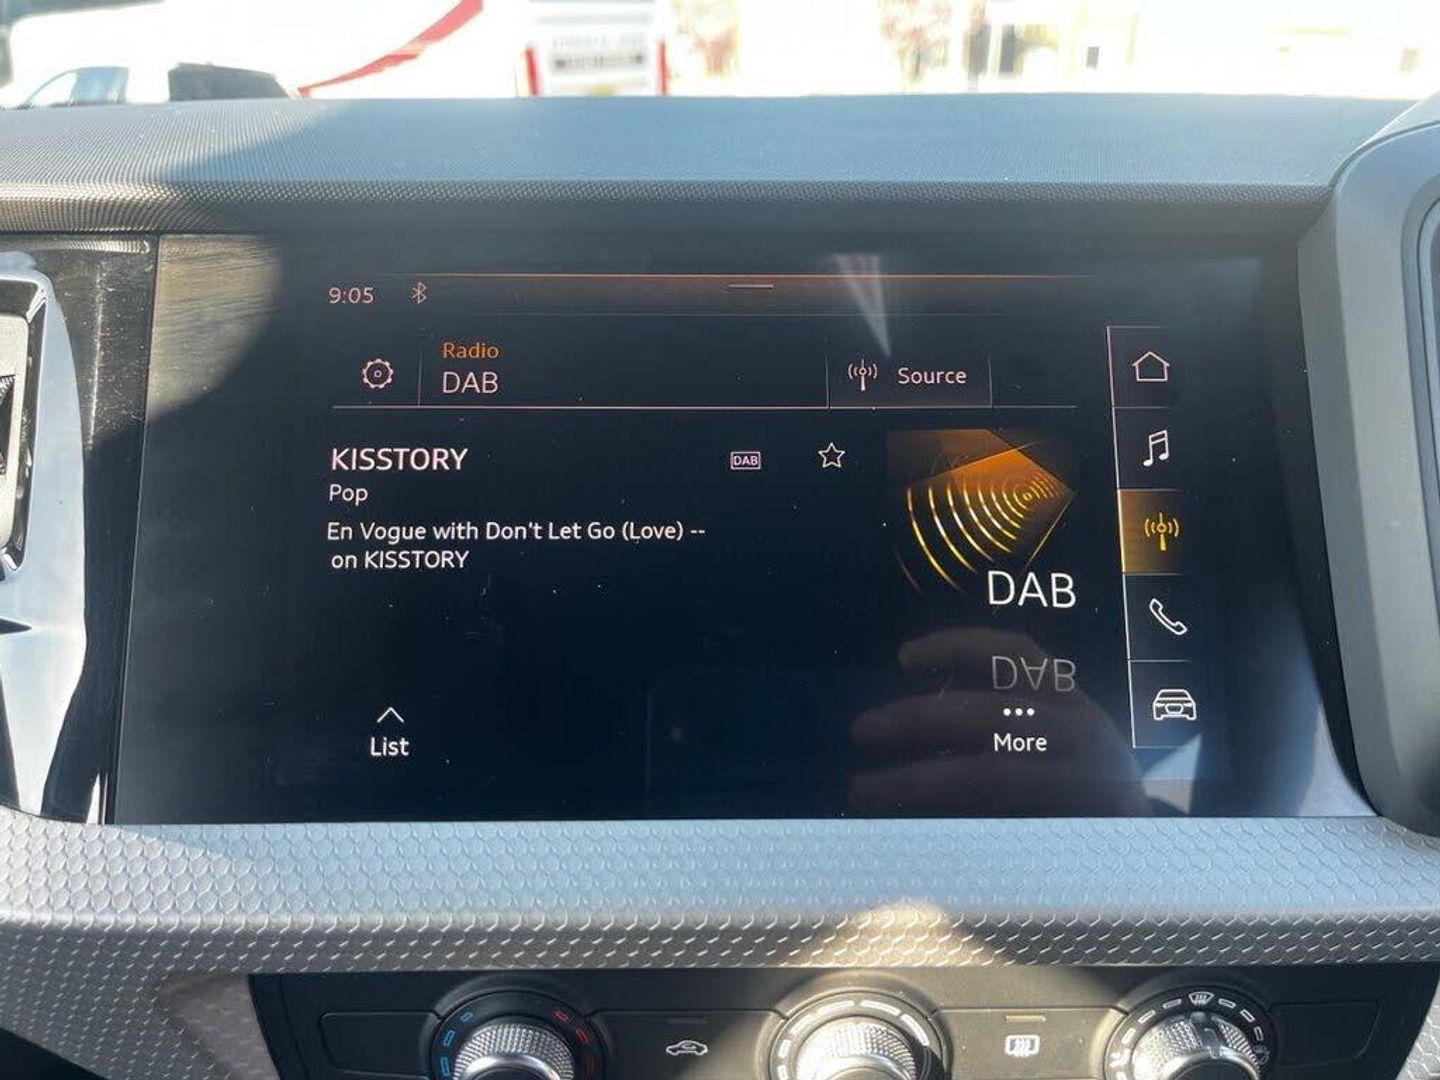 9:05
Radio
DAB
Source
KISSTORY
DAB
Pop
En Vogue with Don't Let Go (Love) --
on KISSTORY
DAB
List
More